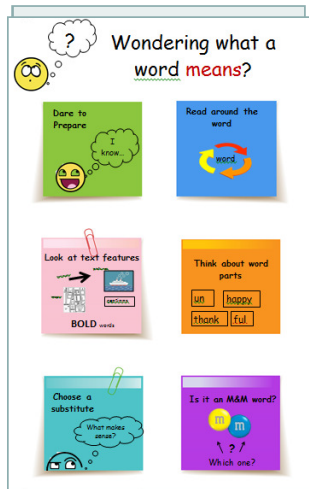 ?
Wondering what a
word means?
Dare to
Prepare
I
know...
Read around the
word
word
Look at text features
BOLD words
Think about word
parts
un happy
thank ful
Choose a
substitute
What makes
sense?
Is it an M&M word?
m
m
?
Which one?